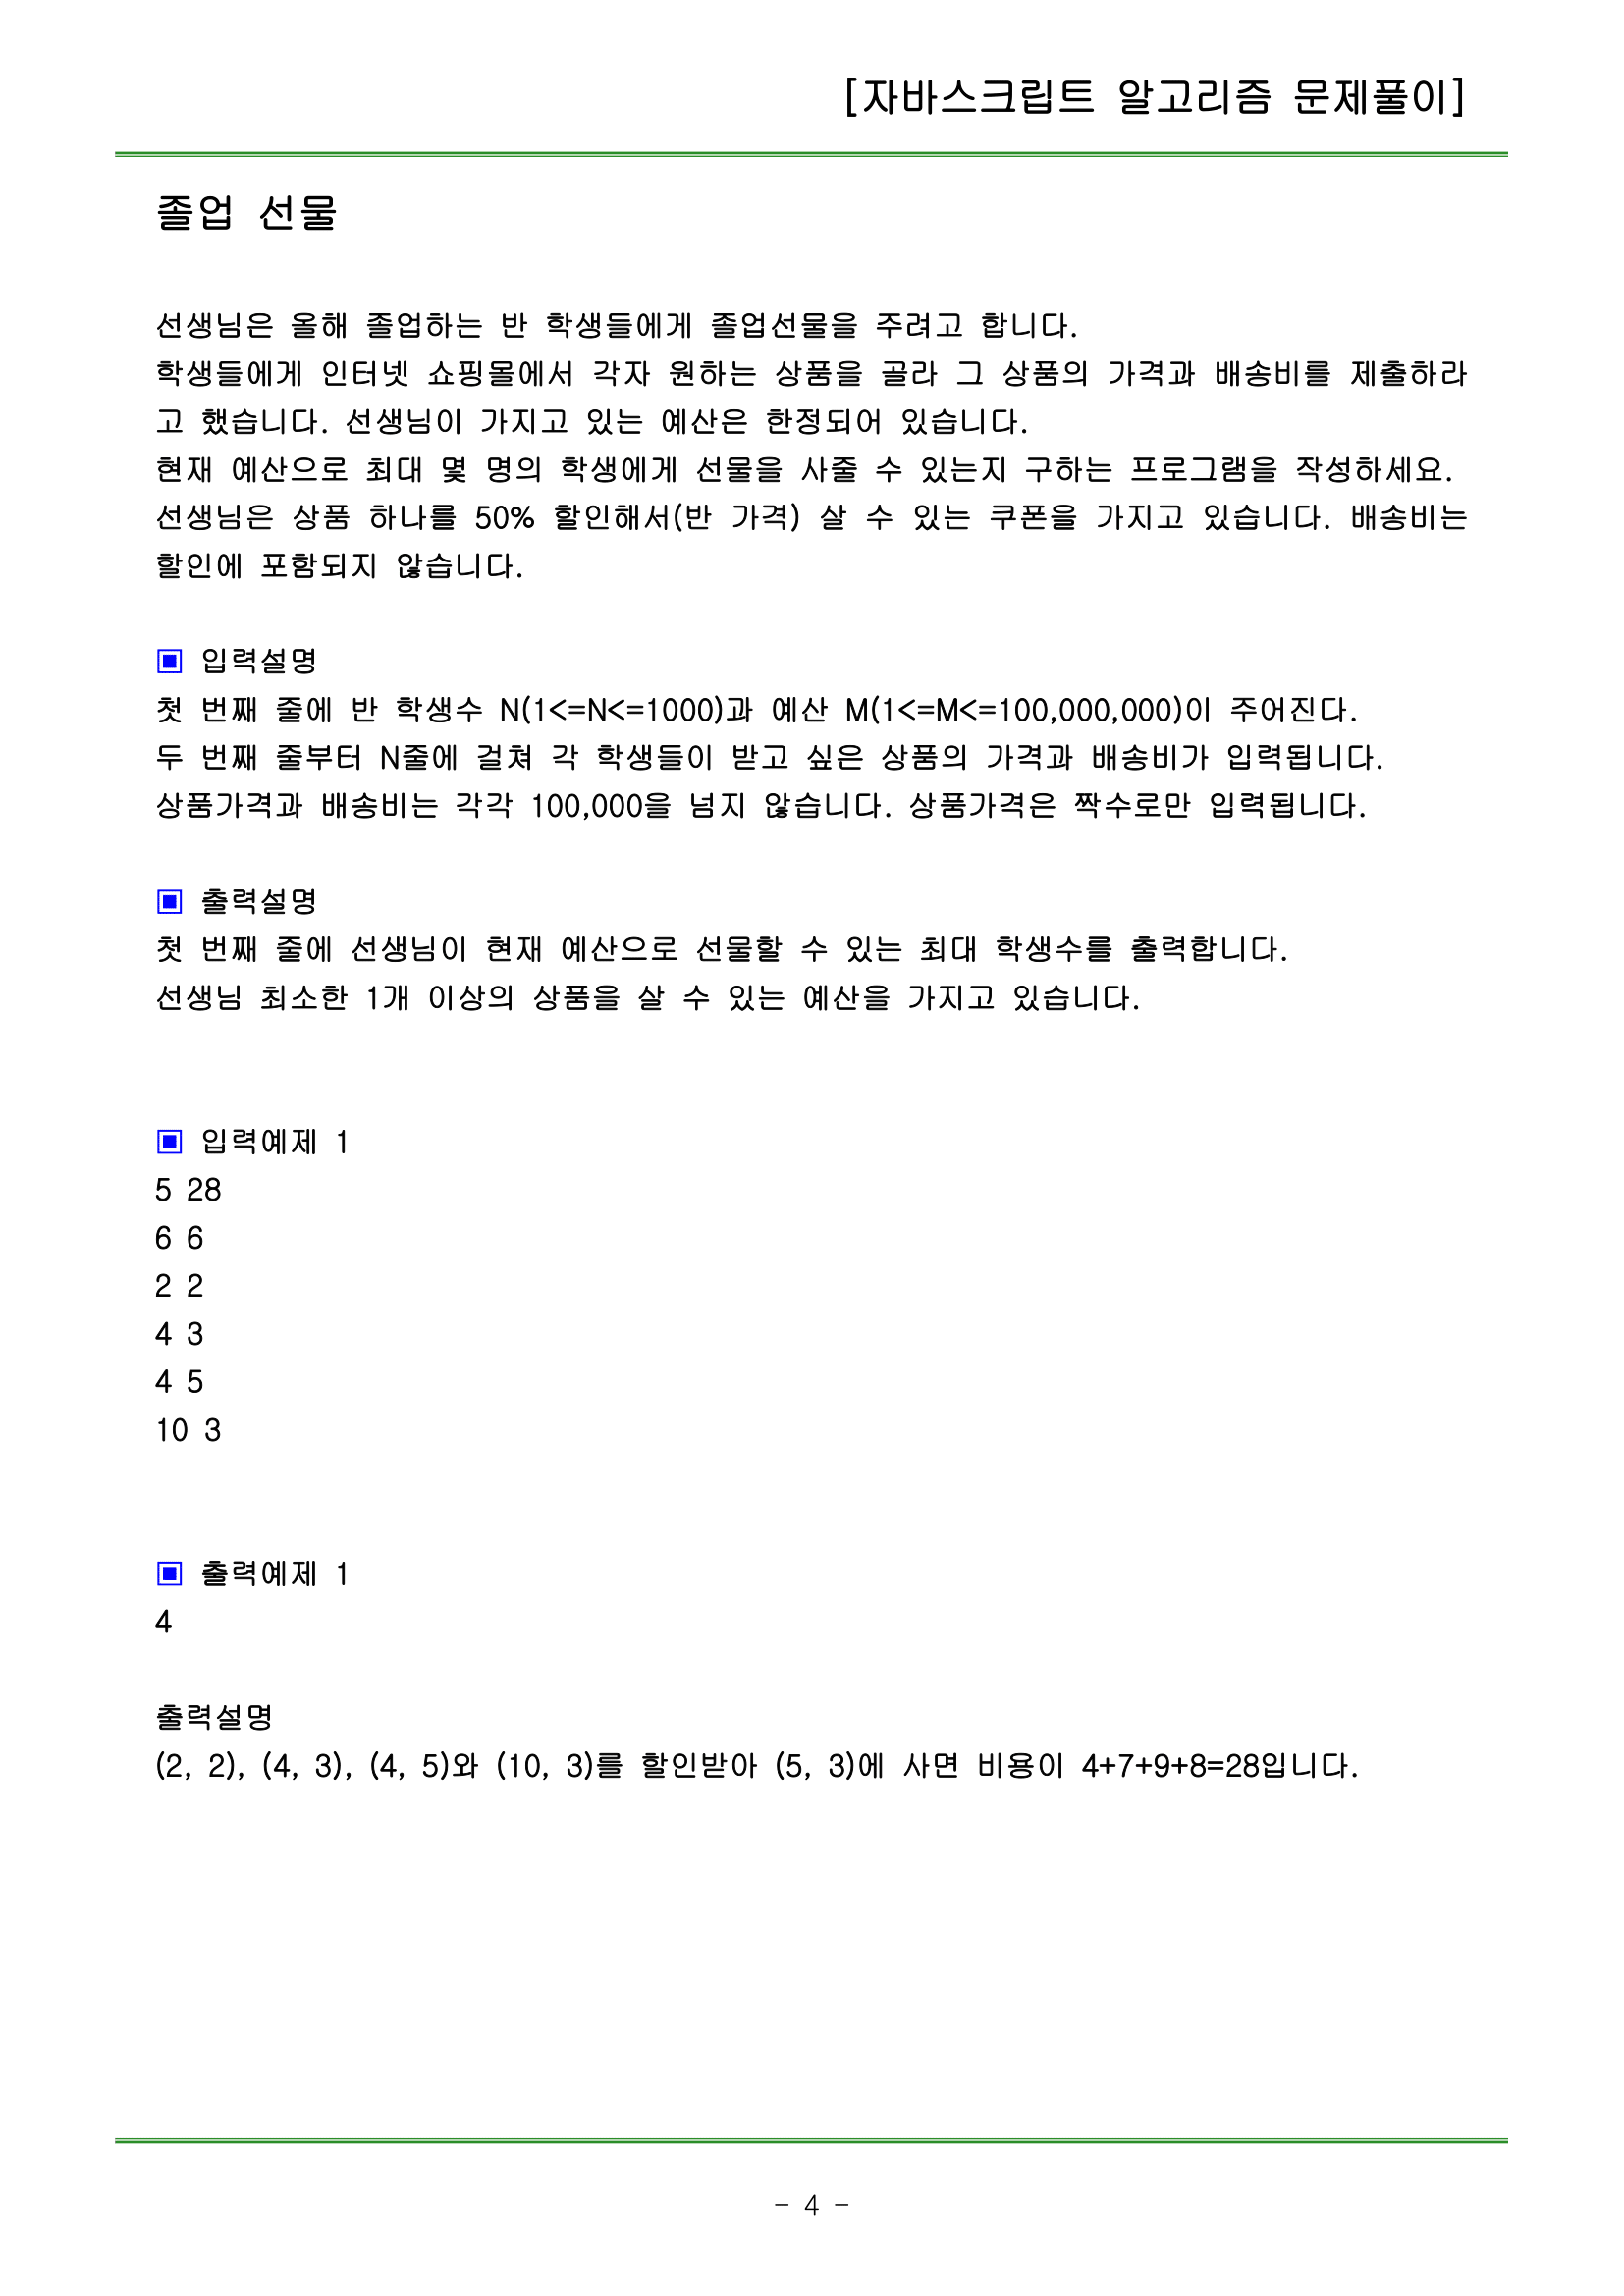 [자바스크립트 알고리즘 문제풀이]
졸업 선물
선생님은 올해 졸업하는 반 학생들에게 졸업선물을 주려고 합니다.
학생들에게 인터넷 쇼핑몰에서 각자 원하는 상품을 골라 그 상품의 가격과 배송비를 제출하라
고 했습니다. 선생님이 가지고 있는 예산은 한정되어 있습니다.
현재 예산으로 최대 몇 명의 학생에게 선물을 사줄 수 있는지 구하는 프로그램을 작성하세요.
선생님은 상품 하나를 50% 할인해서(반 가격) 살 수 있는 쿠폰을 가지고 있습니다. 배송비는
할인에 포함되지 않습니다.
▣ 입력설명
첫 번째 줄에 반 학생수 N(1<=N<=1000)과 예산 M(1<=M<=100,000,000)이 주어진다.
두 번째 줄부터 N줄에 걸쳐 각 학생들이 받고 싶은 상품의 가격과 배송비가 입력됩니다.
상품가격과 배송비는 각각 100,000을 넘지 않습니다. 상품가격은 짝수로만 입력됩니다.
▣ 출력설명
첫 번째 줄에 선생님이 현재 예산으로 선물할 수 있는 최대 학생수를 출력합니다.
선생님 최소한 1개 이상의 상품을 살 수 있는 예산을 가지고 있습니다.
▣ 입력예제 1
5 28
6 6
2 2
4 3
4 5
10 3
▣ 출력예제 1
4
출력설명
(2, 2), (4, 3), (4, 5)와 (10, 3)를 할인받아 (5, 3)에 사면 비용이 4+7+9+8=28입니다.
- 4 -